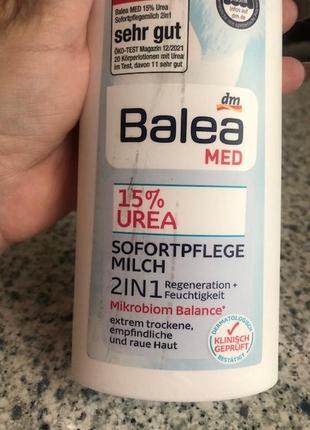 Balea MED 15% Urea
Sofortpflegemilch 2in1
sehr gut
ÖKO-TEST Magazin 12/2021
20 Körperlotionen mit Urea
im Test, davon 11 sehr gut
dm
Balea
MED
15%
UREA
SOFORTPFLEGE
MILCH
2IN1 Regeneration +
Feuchtigkeit
Mikrobiom Balance*
extrem trockene,
empfindliche
und raue Haut
DERMATOLOGISCH
KLINISCH
GEPRÜFT
BESTÄTIGT